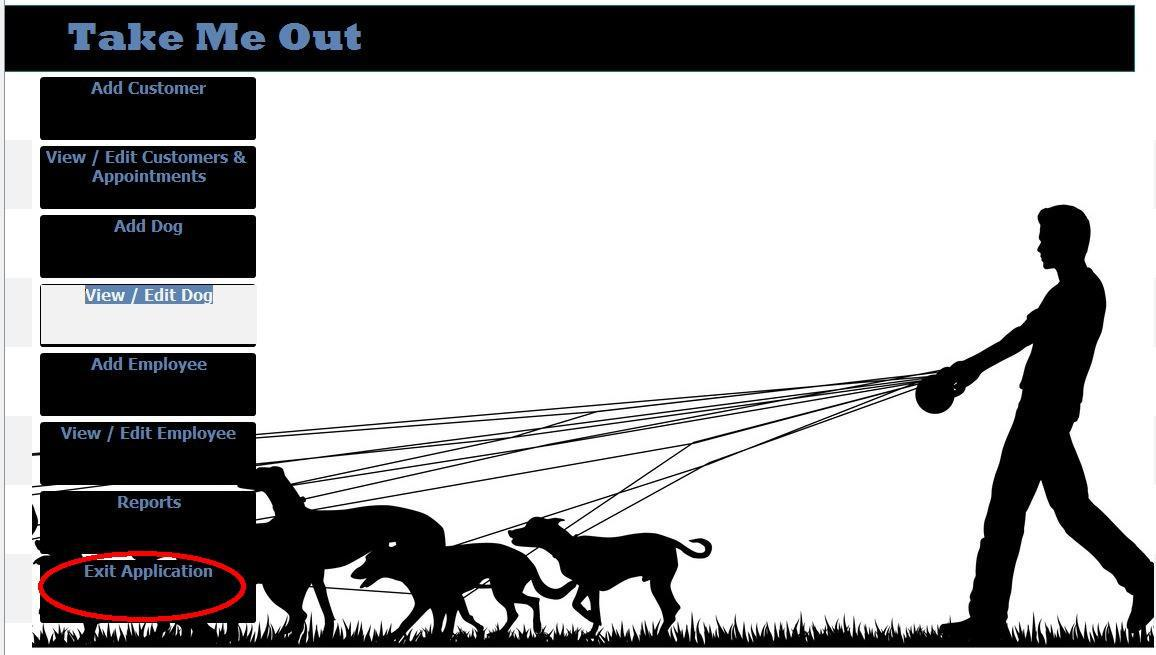 Take Me Out
Add Customer
View / Edit Customers &
Appointments
Add Dog
View / Edit Dog
Add Employee
View / Edit Employee
Reports
Exit Application